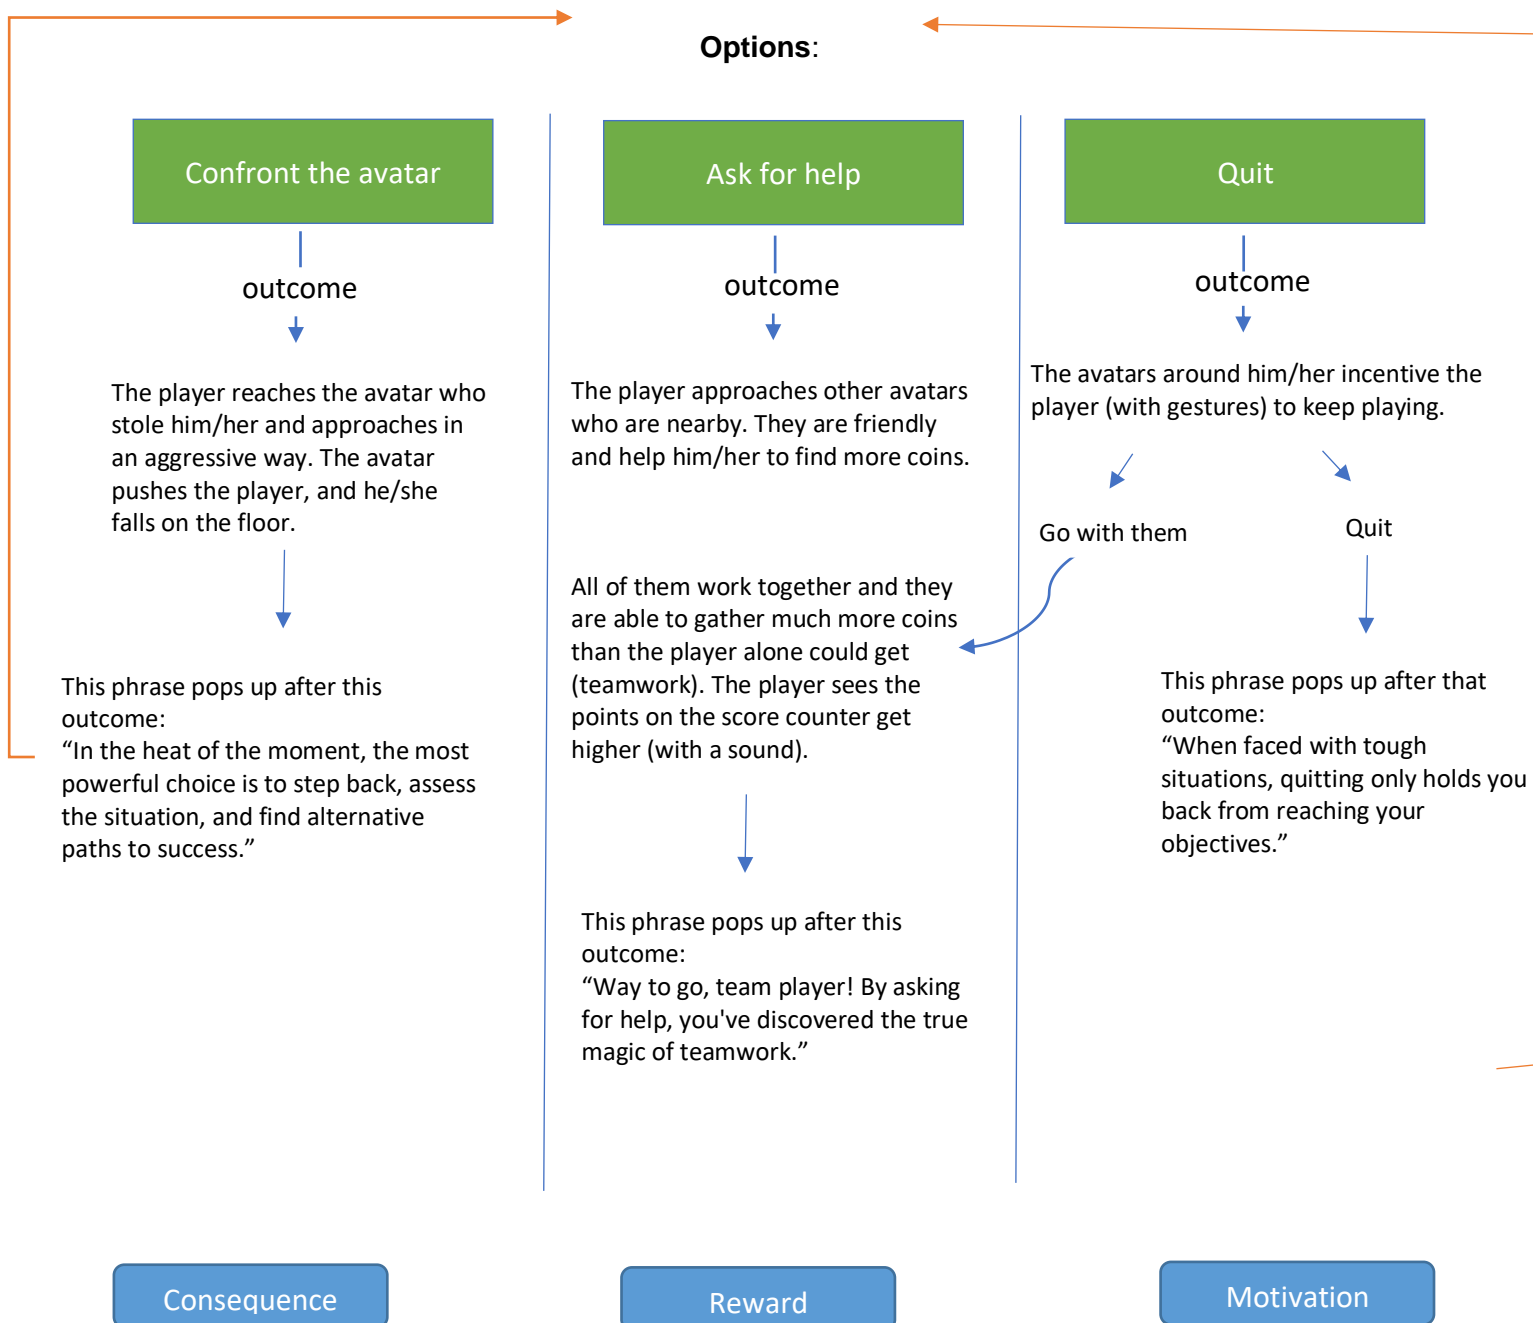 Options:
Confront the avatar
outcome
The player reaches the avatar who
stole him/her and approaches in
an aggressive way. The avatar
pushes the player, and he/she
falls on the floor.
This phrase pops up after this
outcome:
“In the heat of the moment, the most
powerful choice is to step back, assess
the situation, and find alternative
paths to success.”
Consequence
Ask for help
outcome
The player approaches other avatars
who are nearby. They are friendly
and help him/her to find more coins.
All of them work together and they
are able to gather much more coins
than the player alone could get
(teamwork). The player sees the
points on the score counter get
higher (with a sound).
This phrase pops up after this
outcome:
“Way to go, team player! By asking
for help, you've discovered the true
magic of teamwork.”
Reward
Quit
outcome
The avatars around him/her incentive the
player (with gestures) to keep playing.
Go with them
Quit
This phrase pops up after that
outcome:
“When faced with tough
situations, quitting only holds you
back from reaching your
objectives.”
Motivation